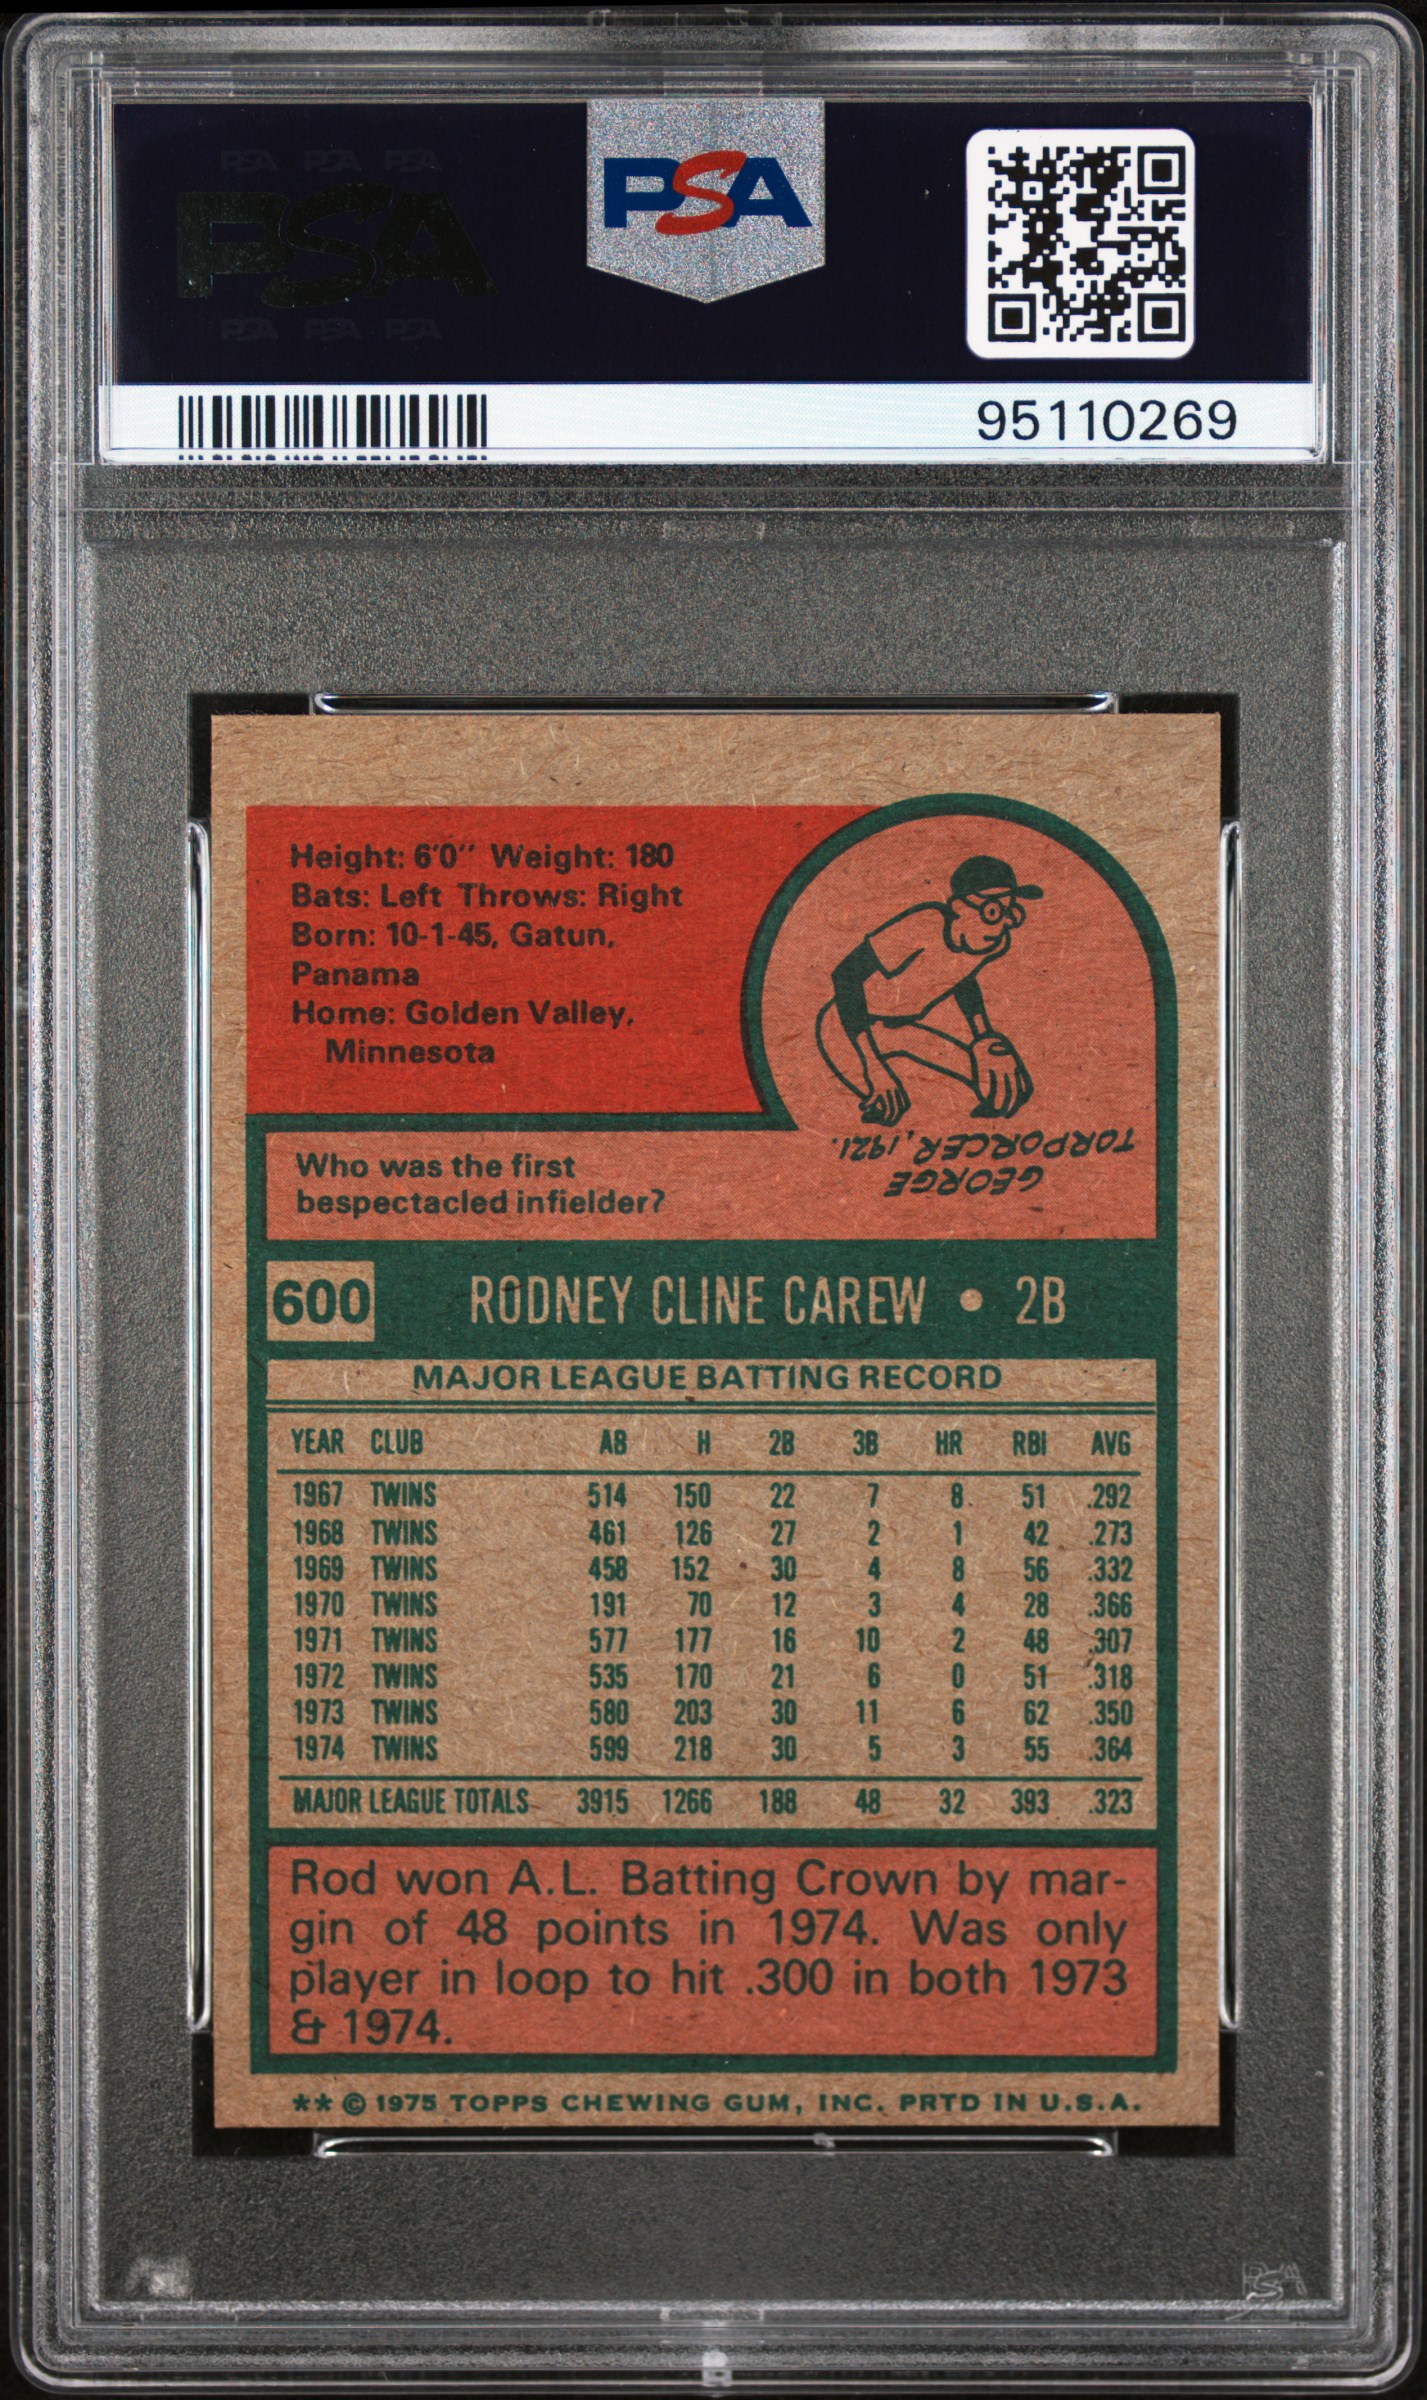 PSA PSA PSA
PSA
PSA PSA PSA
PSA
95110269
Height: 6'0" Weight: 180
Bats: Left Throws: Right
Born: 10-1-45, Gatun,
Panama
Home: Golden Valley,
Minnesota
Who was the first
bespectacled infielder?
GEORGE
TORPORCER, 1921.
600 RODNEY CLINE CAREW • 2B
MAJOR LEAGUE BATTING RECORD
YEAR CLUB AB H 2B 3B HR RBI AVG
1967 TWINS 514 150 22 7 8 51 .292
1968 TWINS 461 126 27 2 1 42 .273
1969 TWINS 458 152 30 4 8 56 .332
1970 TWINS 191 70 12 3 4 28 .366
1971 TWINS 577 177 16 10 2 48 .307
1972 TWINS 535 170 21 6 0 51 .318
1973 TWINS 580 203 30 11 6 62 .350
1974 TWINS 599 218 30 5 3 55 .364
MAJOR LEAGUE TOTALS 3915 1266 188 48 32 393 .323
Rod won A.L. Batting Crown by mar-
gin of 48 points in 1974. Was only
player in loop to hit .300 in both 1973
& 1974.
** © 1975 TOPPS CHEWING GUM, INC. PRTD IN U.S.A.
PSA